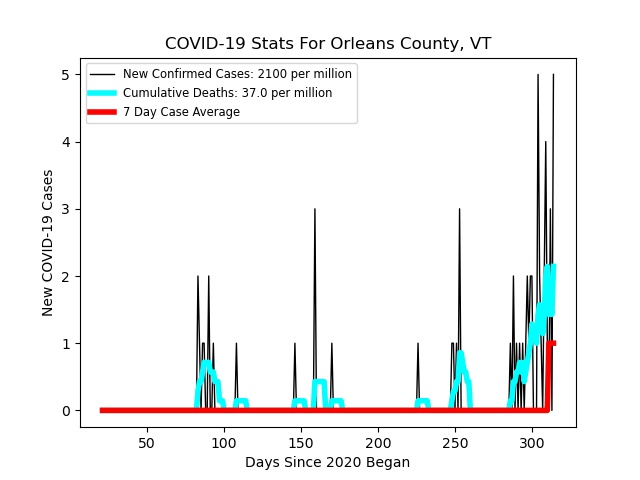 COVID-19 Stats For Orleans County, VT
New Confirmed Cases: 2100 per million
Cumulative Deaths: 37.0 per million
7 Day Case Average
New COVID-19 Cases
5
4
3
2
1
0
50 100 150 200 250 300
Days Since 2020 Began